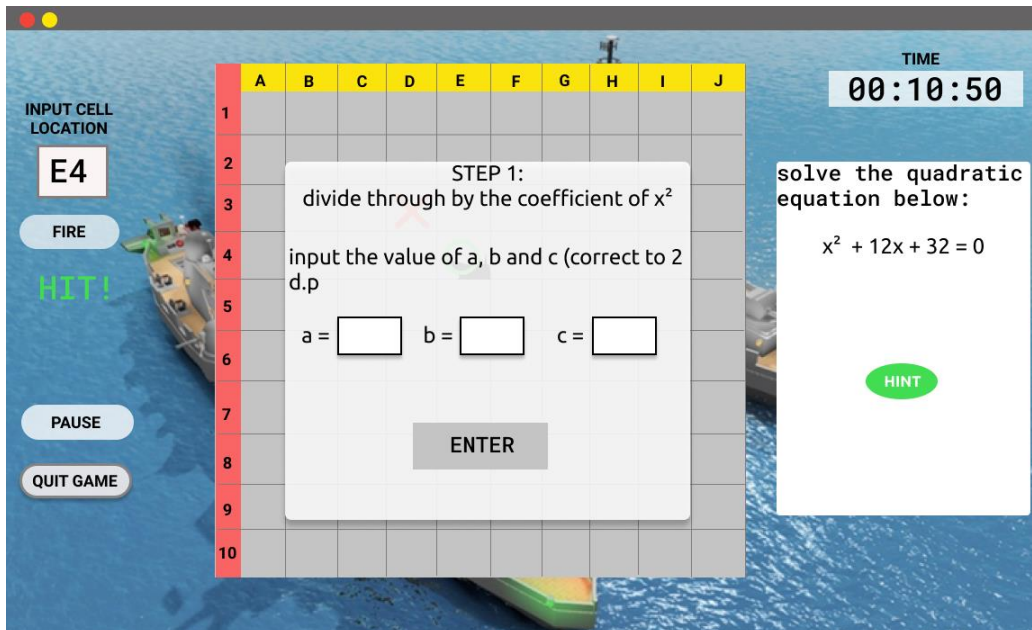 TIME
00:10:50
INPUT CELL
LOCATION
E4
FIRE
HIT!
PAUSE
QUIT GAME
A B C D E F G H I J
1
2
3
4
5
6
7
8
9
10
STEP 1:
divide through by the coefficient of x²
input the value of a, b and c (correct to 2
d.p
a = b = c =
ENTER
solve the quadratic
equation below:
x² + 12x + 32 = 0
HINT